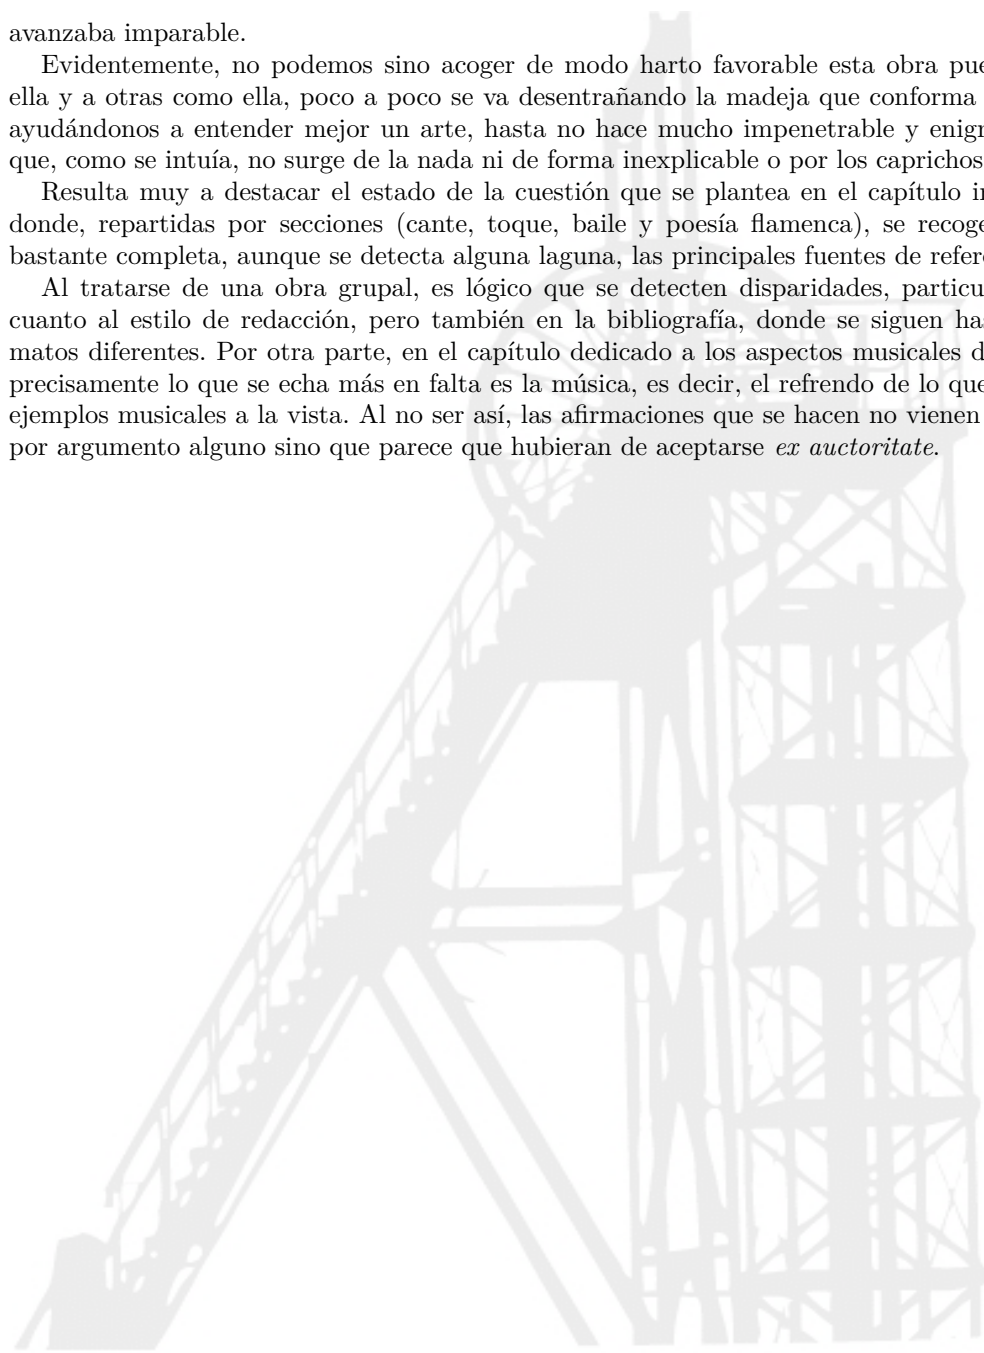 avanzaba imparable.
Evidentemente, no podemos sino acoger de modo harto favorable esta obra pue
ella y a otras como ella, poco a poco se va desentrañando la madeja que conforma
ayudándonos a entender mejor un arte, hasta no hace mucho impenetrable y enigr
que, como se intuía, no surge de la nada ni de forma inexplicable o por los caprichos
Resulta muy a destacar el estado de la cuestión que se plantea en el capítulo in
donde, repartidas por secciones (cante, toque, baile y poesía flamenca), se recoge
bastante completa, aunque se detecta alguna laguna, las principales fuentes de refere
Al tratarse de una obra grupal, es lógico que se detecten disparidades, particu
cuanto al estilo de redacción, pero también en la bibliografía, donde se siguen has
matos diferentes. Por otra parte, en el capítulo dedicado a los aspectos musicales d
precisamente lo que se echa más en falta es la música, es decir, el refrendo de lo que
ejemplos musicales a la vista. Al no ser así, las afirmaciones que se hacen no vienen
por argumento alguno sino que parece que hubieran de aceptarse ex auctoritate.